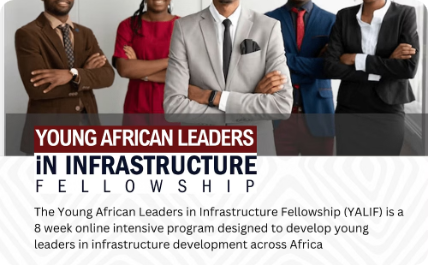 YOUNG AFRICAN LEADERS
iN INFRASTRUCTURE
FELLOWSHIP
The Young African Leaders in Infrastructure Fellowship (YALIF) is a
8 week online intensive program designed to develop young
leaders in infrastructure development across Africa